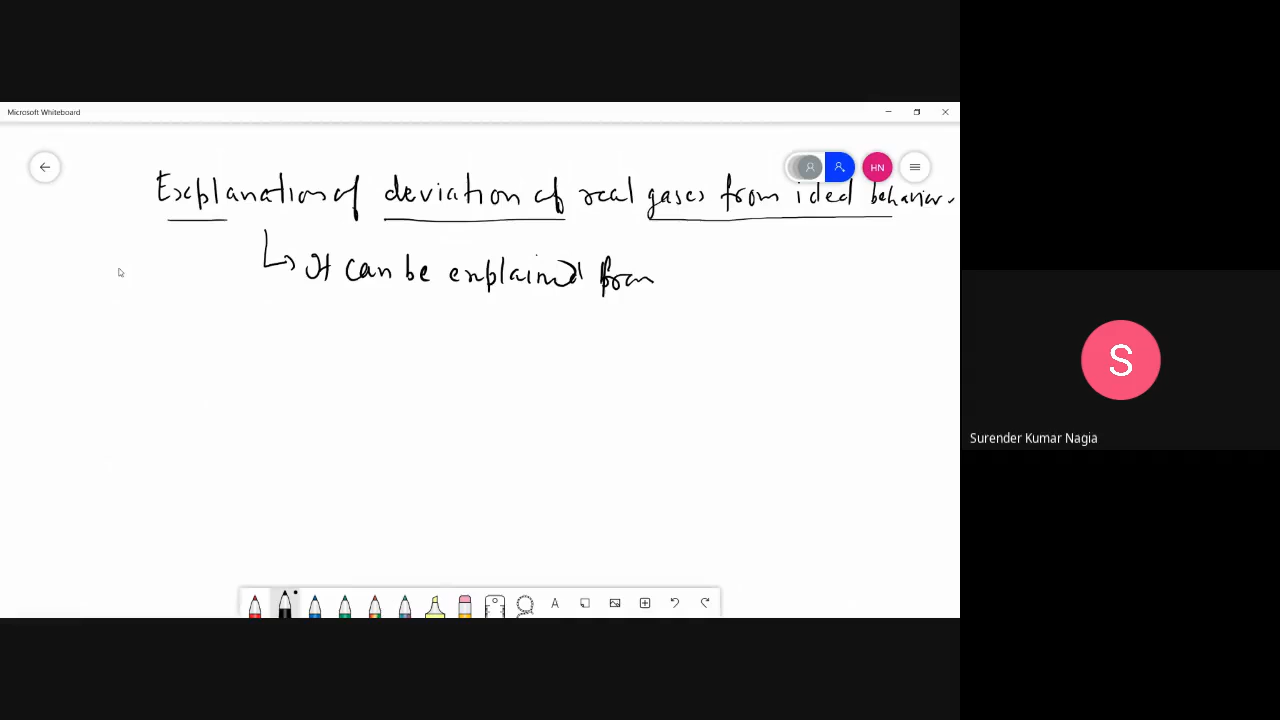 Microsoft Whiteboard
HN
Explanation of deviation of real gases from ideal behavior.
It can be explained from
S
Surender Kumar Nagia
A